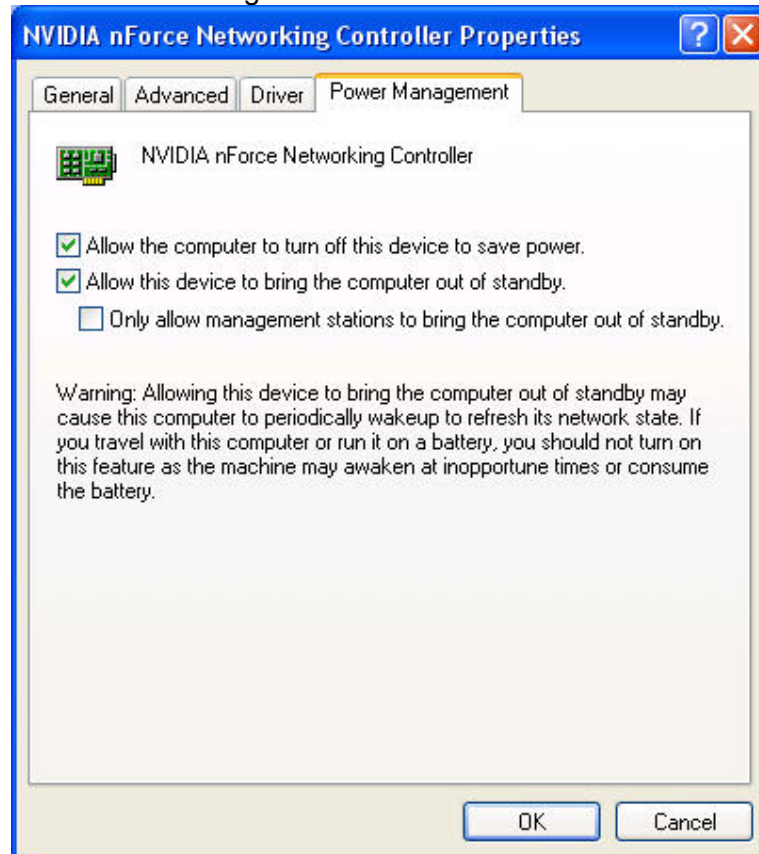 NVIDIA nForce Networking Controller Properties
General Advanced Driver Power Management
NVIDIA nForce Networking Controller
Allow the computer to turn off this device to save power.
Allow this device to bring the computer out of standby.
Only allow management stations to bring the computer out of standby.
Warning: Allowing this device to bring the computer out of standby may
cause this computer to periodically wakeup to refresh its network state. If
you travel with this computer or run it on a battery, you should not turn on
this feature as the machine may awaken at inopportune times or consume
the battery.
OK Cancel